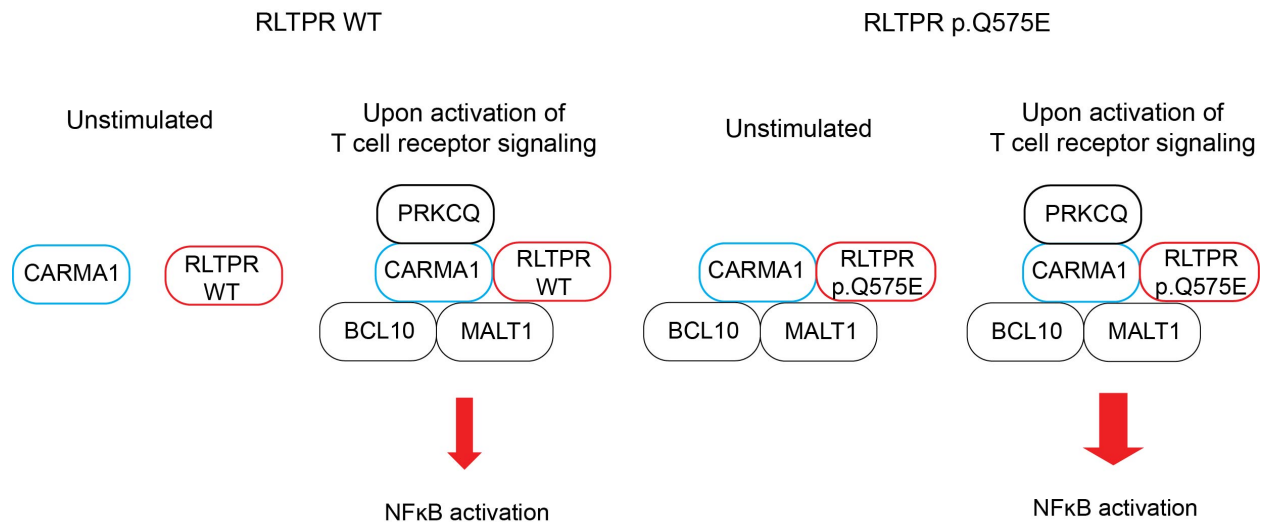 RLTPR WT
RLTPR p.Q575E
Unstimulated
Upon activation of
T cell receptor signaling
Unstimulated
Upon activation of
T cell receptor signaling
CARMA1
RLTPR
WT
PRKCQ
CARMA1
RLTPR
WT
BCL10
MALT1
CARMA1
RLTPR
p.Q575E
BCL10
MALT1
PRKCQ
CARMA1
RLTPR
p.Q575E
BCL10
MALT1
NFκB activation
NFκB activation